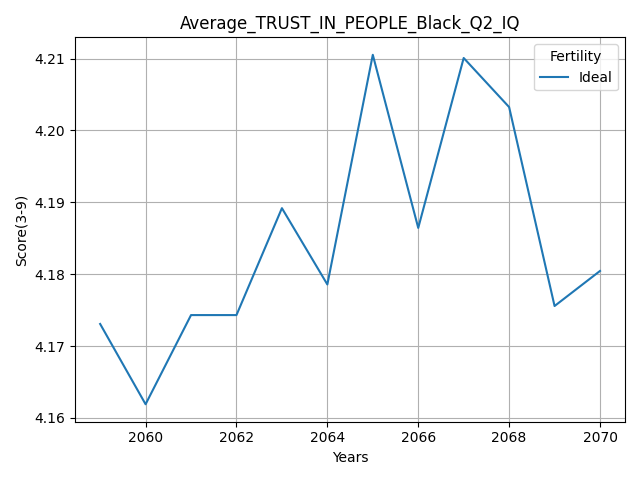 Average_TRUST_IN_PEOPLE_Black_Q2_IQ
Fertility
Ideal
4.21
4.20
4.19
4.18
4.17
4.16
Score(3-9)
2060 2062 2064 2066 2068 2070
Years